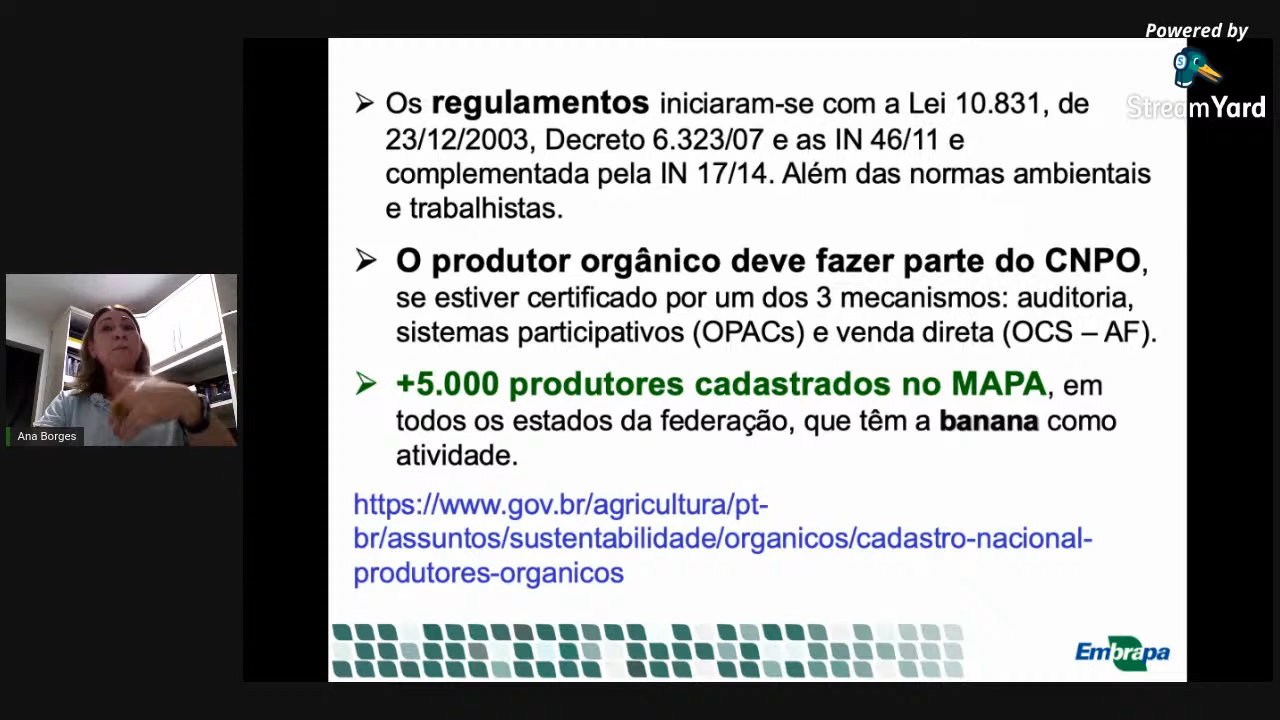 Powered by
StreamYard
➢ Os regulamentos iniciaram-se com a Lei 10.831, de
23/12/2003, Decreto 6.323/07 e as IN 46/11 e
complementada pela IN 17/14. Além das normas ambientais
e trabalhistas.
➢ O produtor orgânico deve fazer parte do CNPO,
se estiver certificado por um dos 3 mecanismos: auditoria,
sistemas participativos (OPACs) e venda direta (OCS – AF).
➢ +5.000 produtores cadastrados no MAPA, em
todos os estados da federação, que têm a banana como
atividade.
https://www.gov.br/agricultura/pt-
br/assuntos/sustentabilidade/organicos/cadastro-nacional-
produtores-organicos
Ana Borges
Embrapa